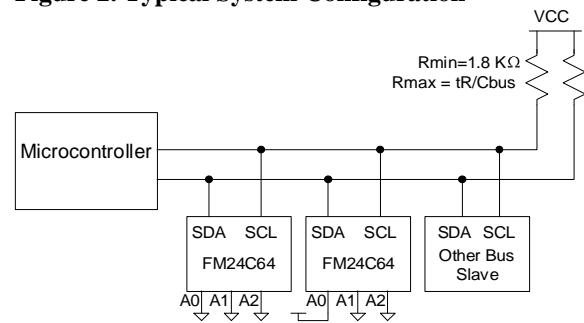 Figure 2. Typical System Configuration
VCC
Rmin=1.8 KΩ
Rmax = tR/Cbus
Microcontroller
SDA SCL
FM24C64
A0 A1 A2
SDA SCL
FM24C64
A0 A1 A2
SDA SCL
Other Bus
Slave